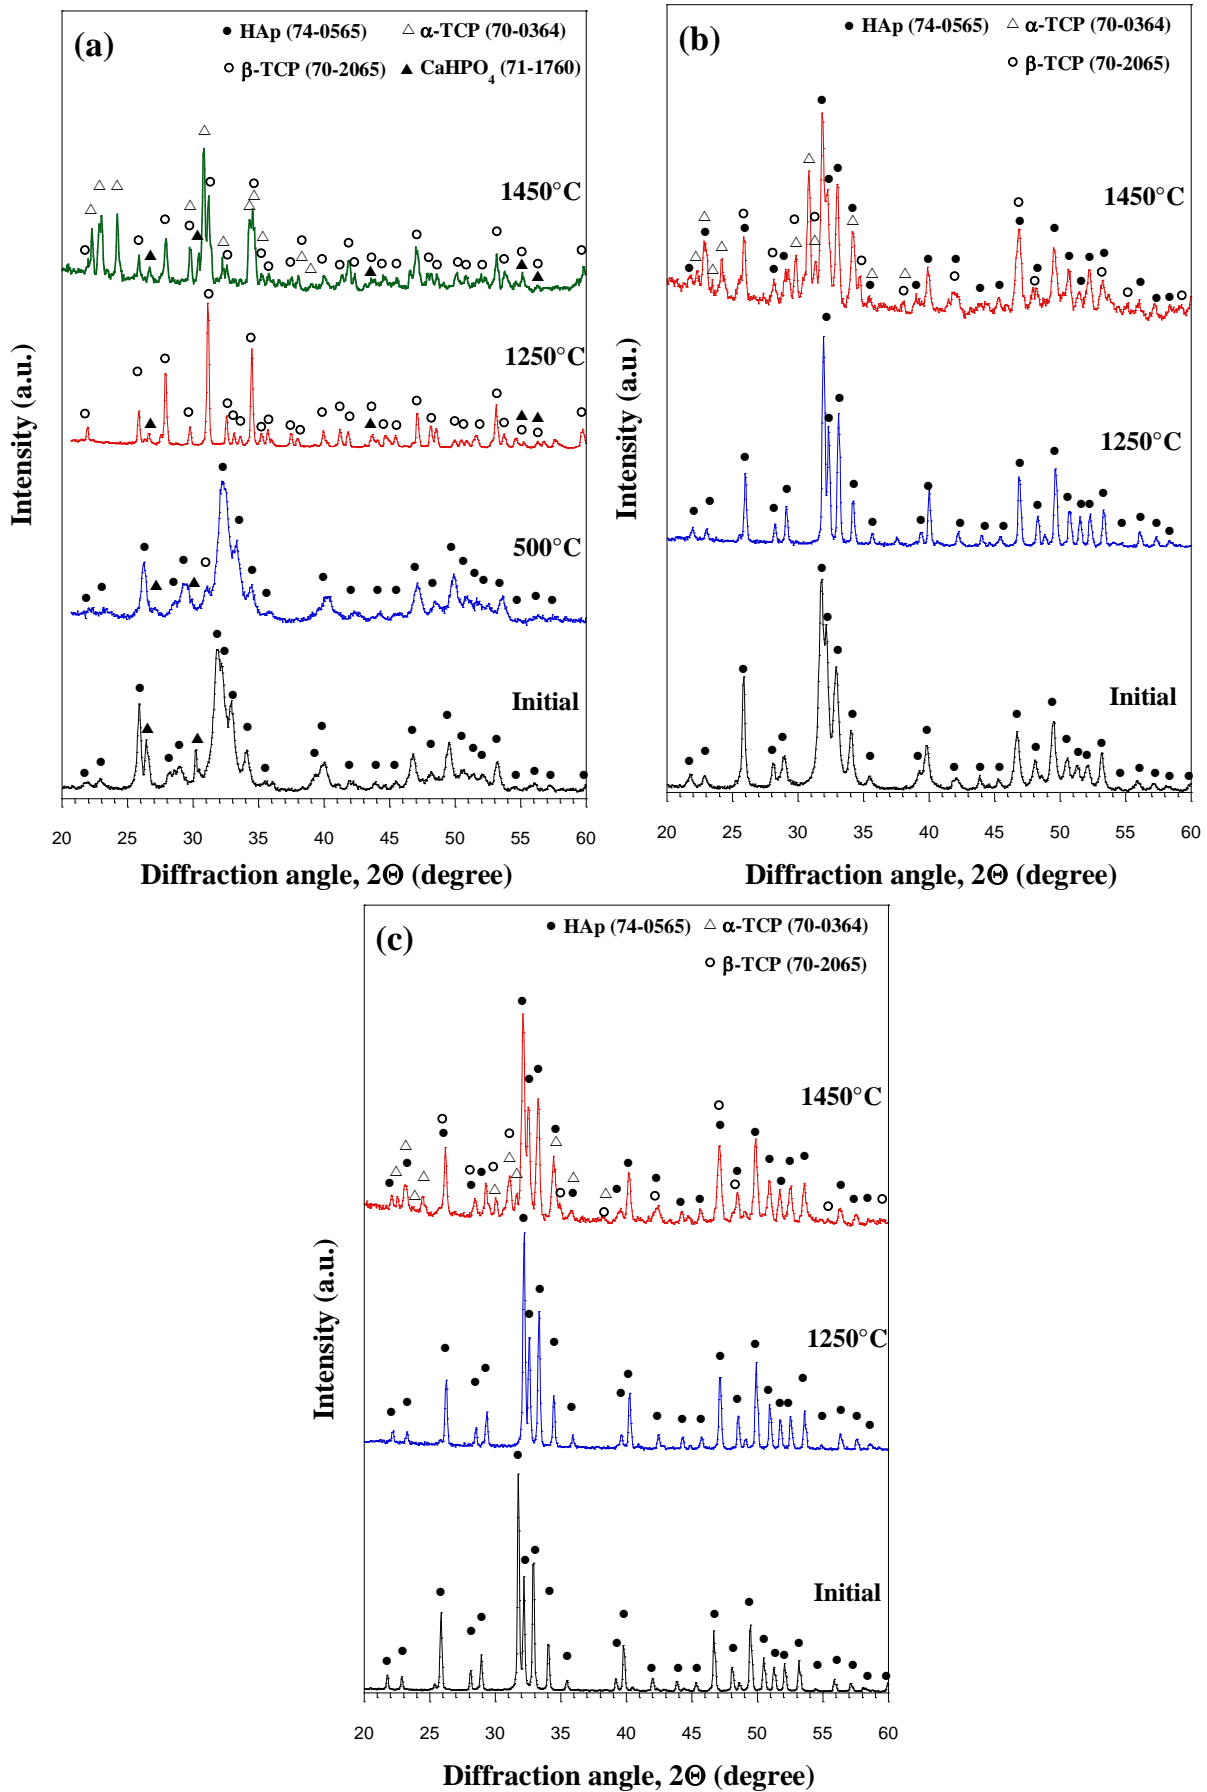 (a)
● HAp (74-0565) △ α-TCP (70-0364)
○ β-TCP (70-2065) ▲ CaHPO₄ (71-1760)
1450°C
1250°C
500°C
Initial
Intensity (a.u.)
20 25 30 35 40 45 50 55 60
Diffraction angle, 2Θ (degree)
(b)
● HAp (74-0565) △ α-TCP (70-0364)
○ β-TCP (70-2065)
1450°C
1250°C
Initial
Intensity (a.u.)
20 25 30 35 40 45 50 55 60
Diffraction angle, 2Θ (degree)
(c)
● HAp (74-0565) △ α-TCP (70-0364)
○ β-TCP (70-2065)
1450°C
1250°C
Initial
Intensity (a.u.)
20 25 30 35 40 45 50 55 60
Diffraction angle, 2Θ (degree)